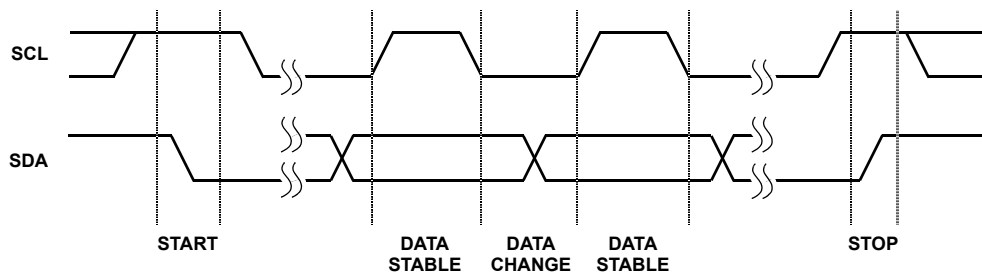 SCL
SDA
START
DATA
STABLE
DATA
CHANGE
DATA
STABLE
STOP